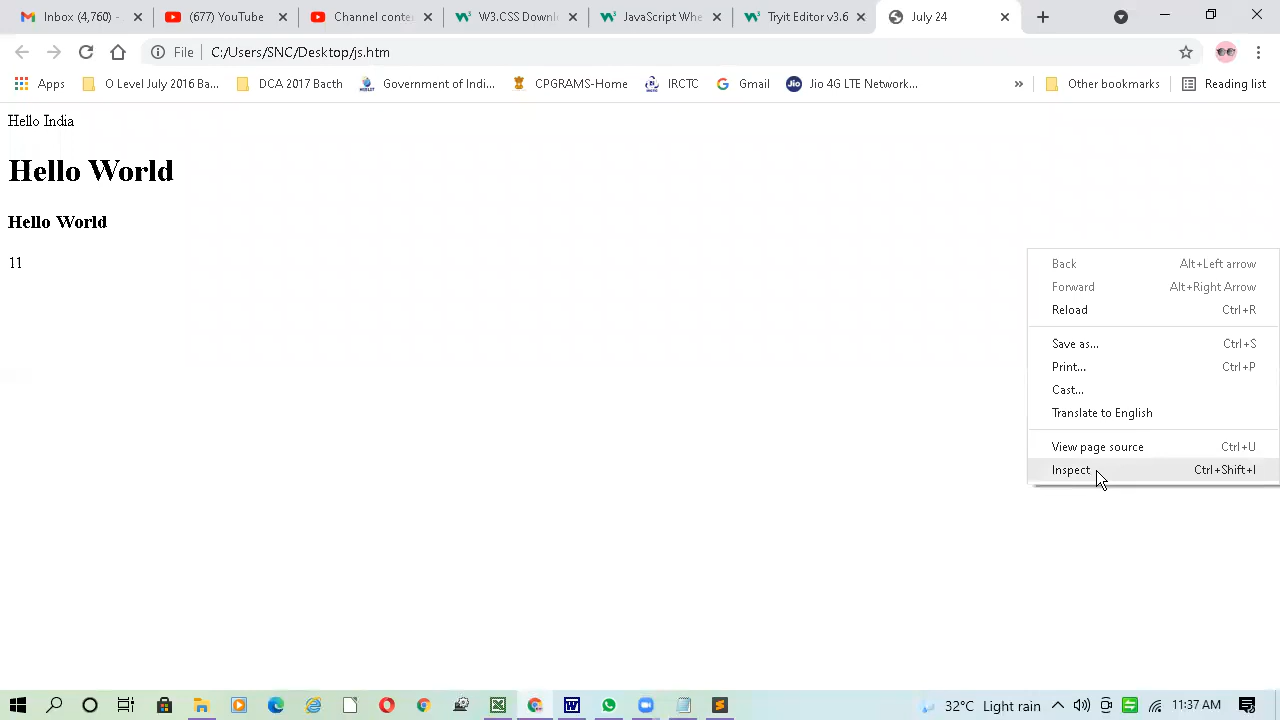 Inbox (4,760) -
(677) YouTube
Channel conte
W3.CSS Downl
JavaScript Whe
Tryit Editor v3.6
July 24
File
C:/Users/SNC/Desktop/js.htm
Apps
O Level July 2016 Ba...
DCA 2017 Bacth
Government of Indi...
CPGRAMS-Home
IRCTC
Gmail
Jio
Jio 4G LTE Network...
»
Other bookmarks
Reading list
Hello India
Hello World
Hello World
11
Back Alt+Left arrow
Forward Alt+Right Arrow
Reload Ctrl+R
Save as... Ctrl+S
Print... Ctrl+P
Cast...
Translate to English
View page source Ctrl+U
Inspect Ctrl+Shift+I
32°C Light rain
11:37 AM